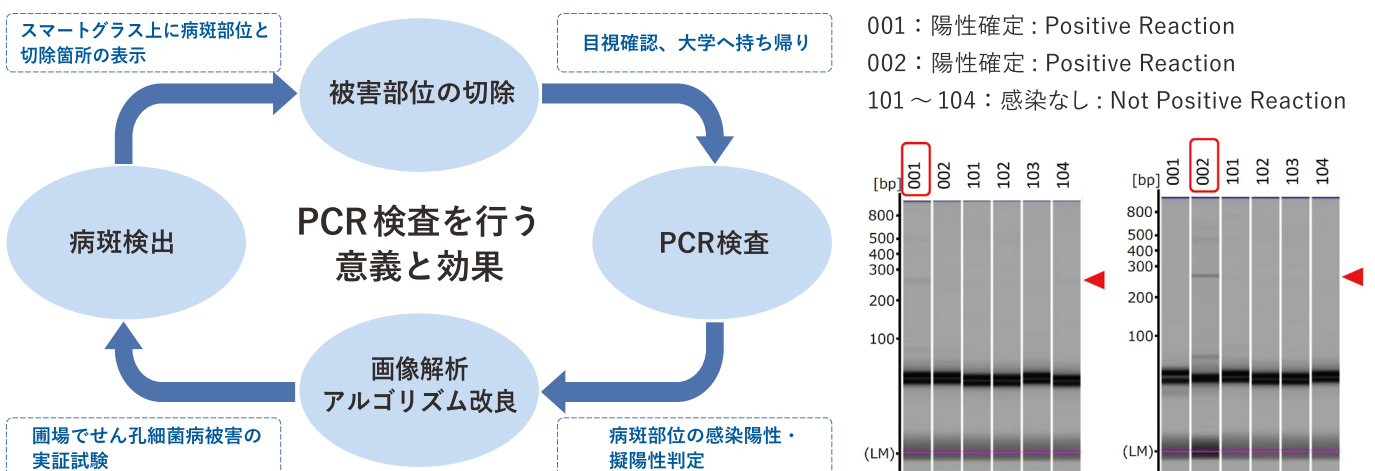 スマートグラス上に病斑部位と
切除箇所の表示
被害部位の切除
目視確認、大学へ持ち帰り
病斑検出
PCR検査を行う
意義と効果
PCR検査
画像解析
アルゴリズム改良
圃場でせん孔細菌病被害の
実証試験
病斑部位の感染陽性・
擬陽性判定
001：陽性確定 : Positive Reaction
002：陽性確定 : Positive Reaction
101～104：感染なし : Not Positive Reaction
[bp] 001 002 101 102 103 104
800
500
400
300
200
100
(LM)
[bp] 001 002 101 102 103 104
800
500
400
300
200
100
(LM)